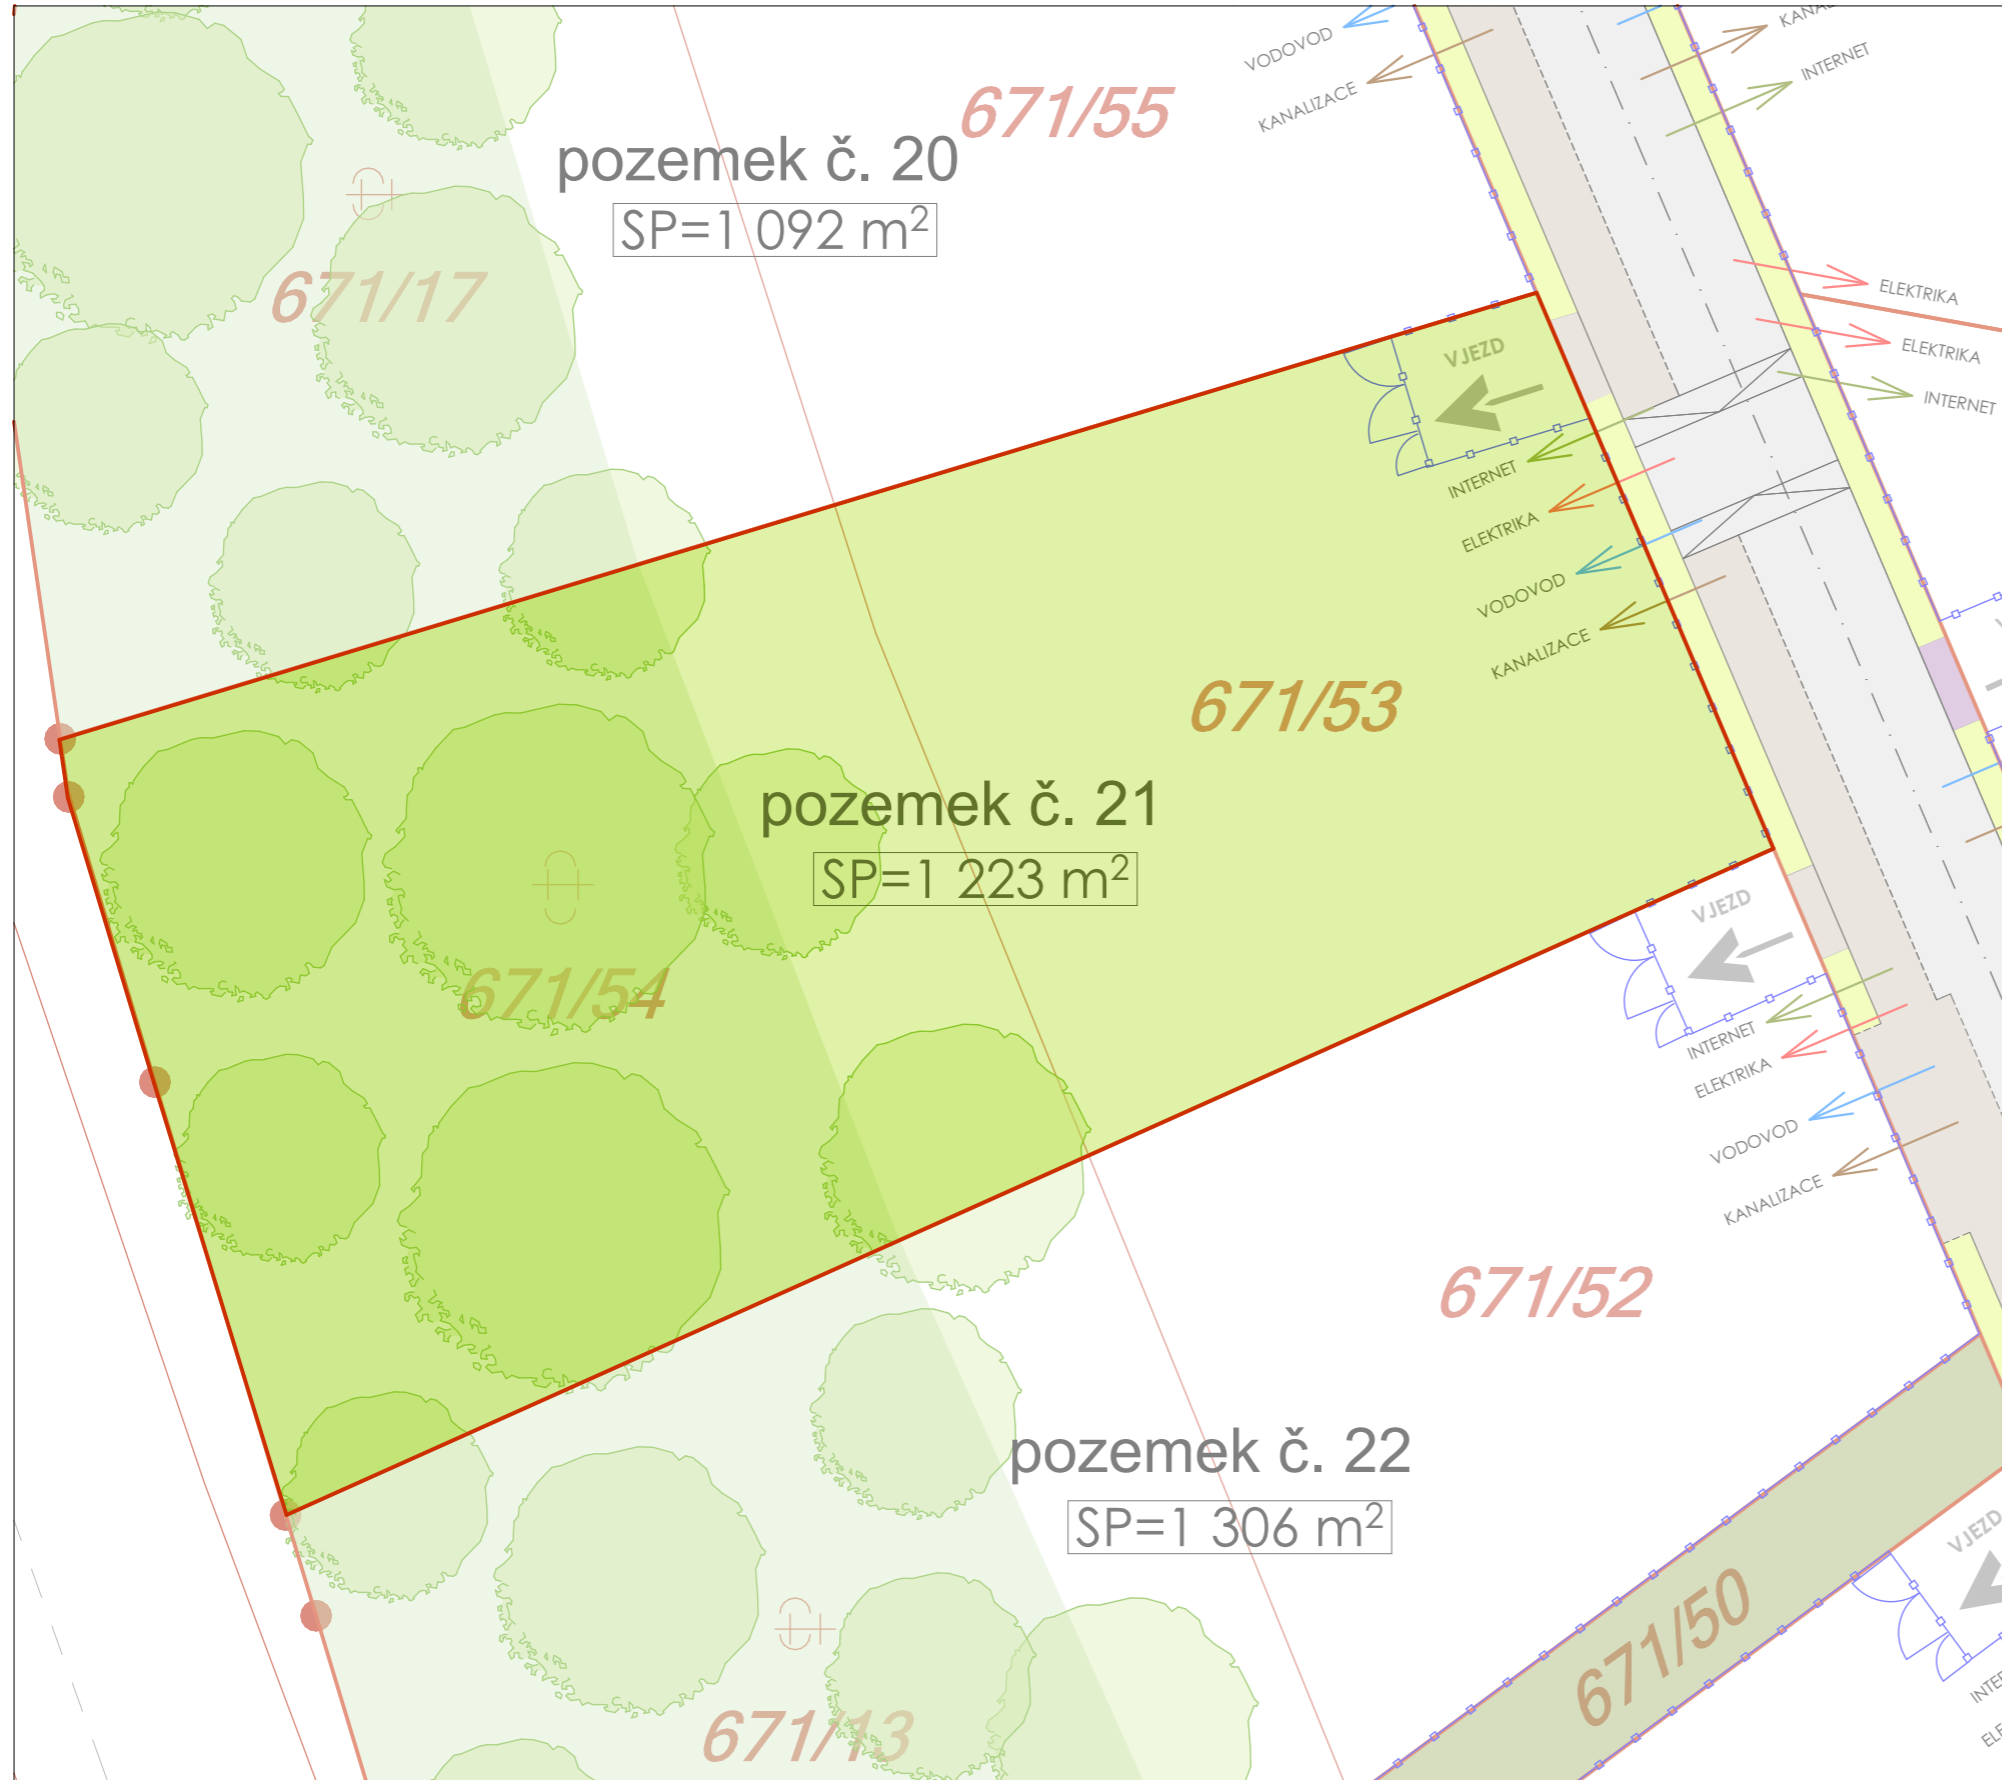 VODOVOD
KANALIZACE
INTERNET
671/55
pozemek č. 20
SP=1 092 m²
671/17
ELEKTRIKA
ELEKTRIKA
INTERNET
VJEZD
INTERNET
ELEKTRIKA
VODOVOD
KANALIZACE
671/53
pozemek č. 21
SP=1 223 m²
671/54
VJEZD
INTERNET
ELEKTRIKA
VODOVOD
KANALIZACE
671/52
pozemek č. 22
SP=1 306 m²
VJEZD
671/50
671/13